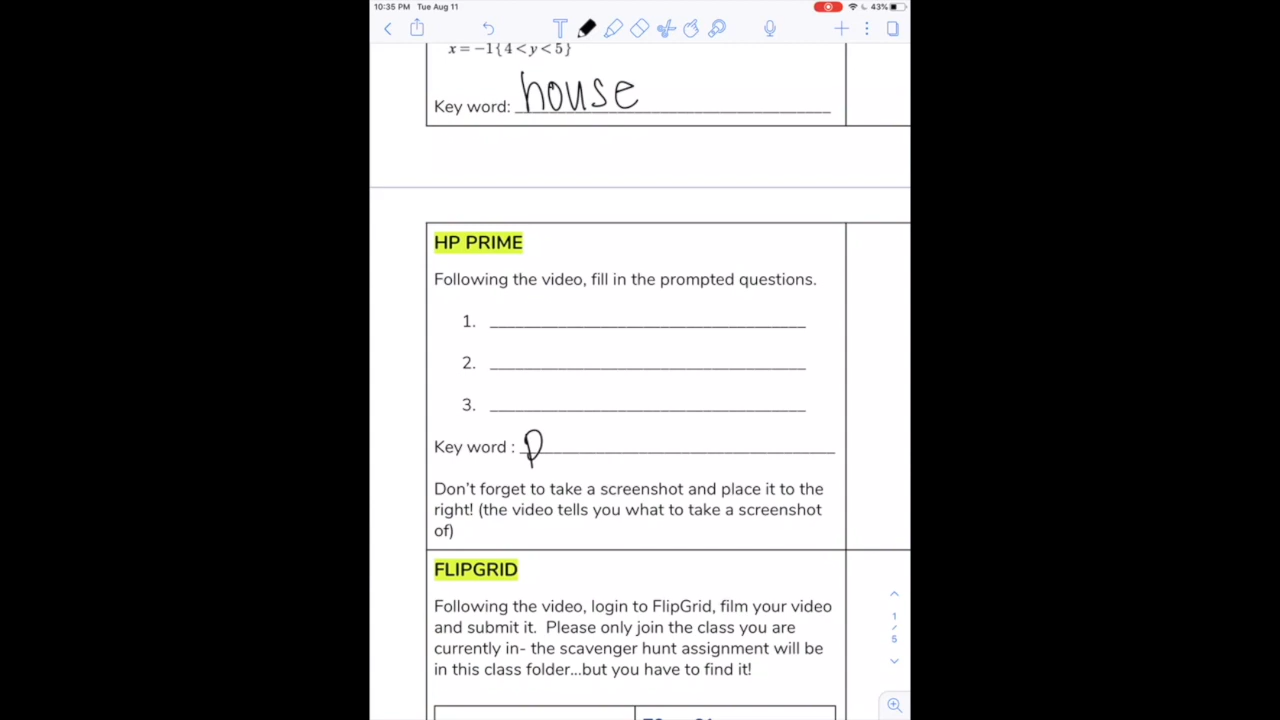 10:35 PM Tue Aug 11 43%
x = −1{4 < y < 5}
Key word: house
HP PRIME
Following the video, fill in the prompted questions.
1.
2.
3.
Key word : p
Don't forget to take a screenshot and place it to the
right! (the video tells you what to take a screenshot
of)
FLIPGRID
Following the video, login to FlipGrid, film your video
and submit it. Please only join the class you are
currently in- the scavenger hunt assignment will be
in this class folder...but you have to find it!
1
/
5